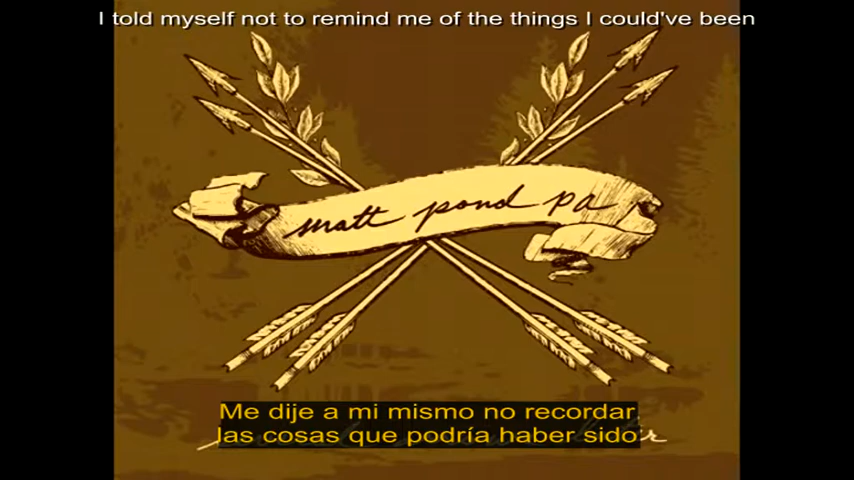 I told myself not to remind me of the things I could've been
matt pond pa
Me dije a mi mismo no recordar
las cosas que podría haber sido